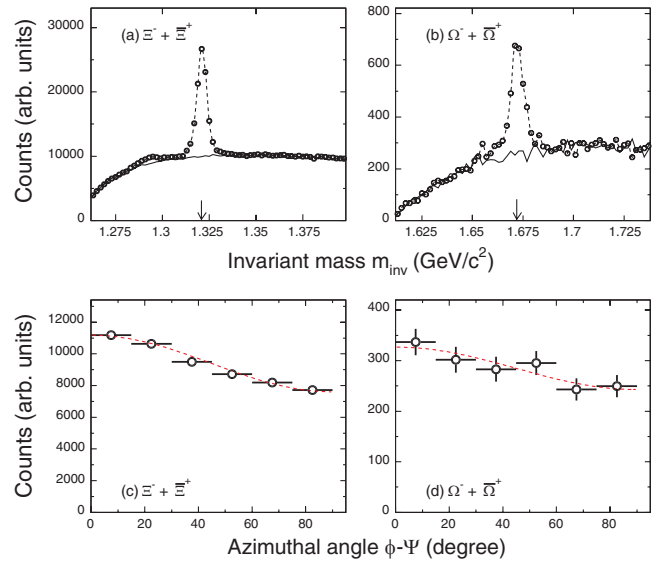 (a) Ξ⁻ + Ξ̅⁺
(b) Ω⁻ + Ω̅⁺
Counts (arb. units)
30000
20000
10000
0
800
600
400
200
0
1.275 1.3 1.325 1.35 1.375
1.625 1.65 1.675 1.7 1.725
Invariant mass m_inv (GeV/c²)
Counts (arb. units)
12000
10000
8000
6000
4000
2000
0
400
300
200
100
0
(c) Ξ⁻ + Ξ̅⁺
(d) Ω⁻ + Ω̅⁺
0 20 40 60 80
0 20 40 60 80
Azimuthal angle ϕ-Ψ (degree)